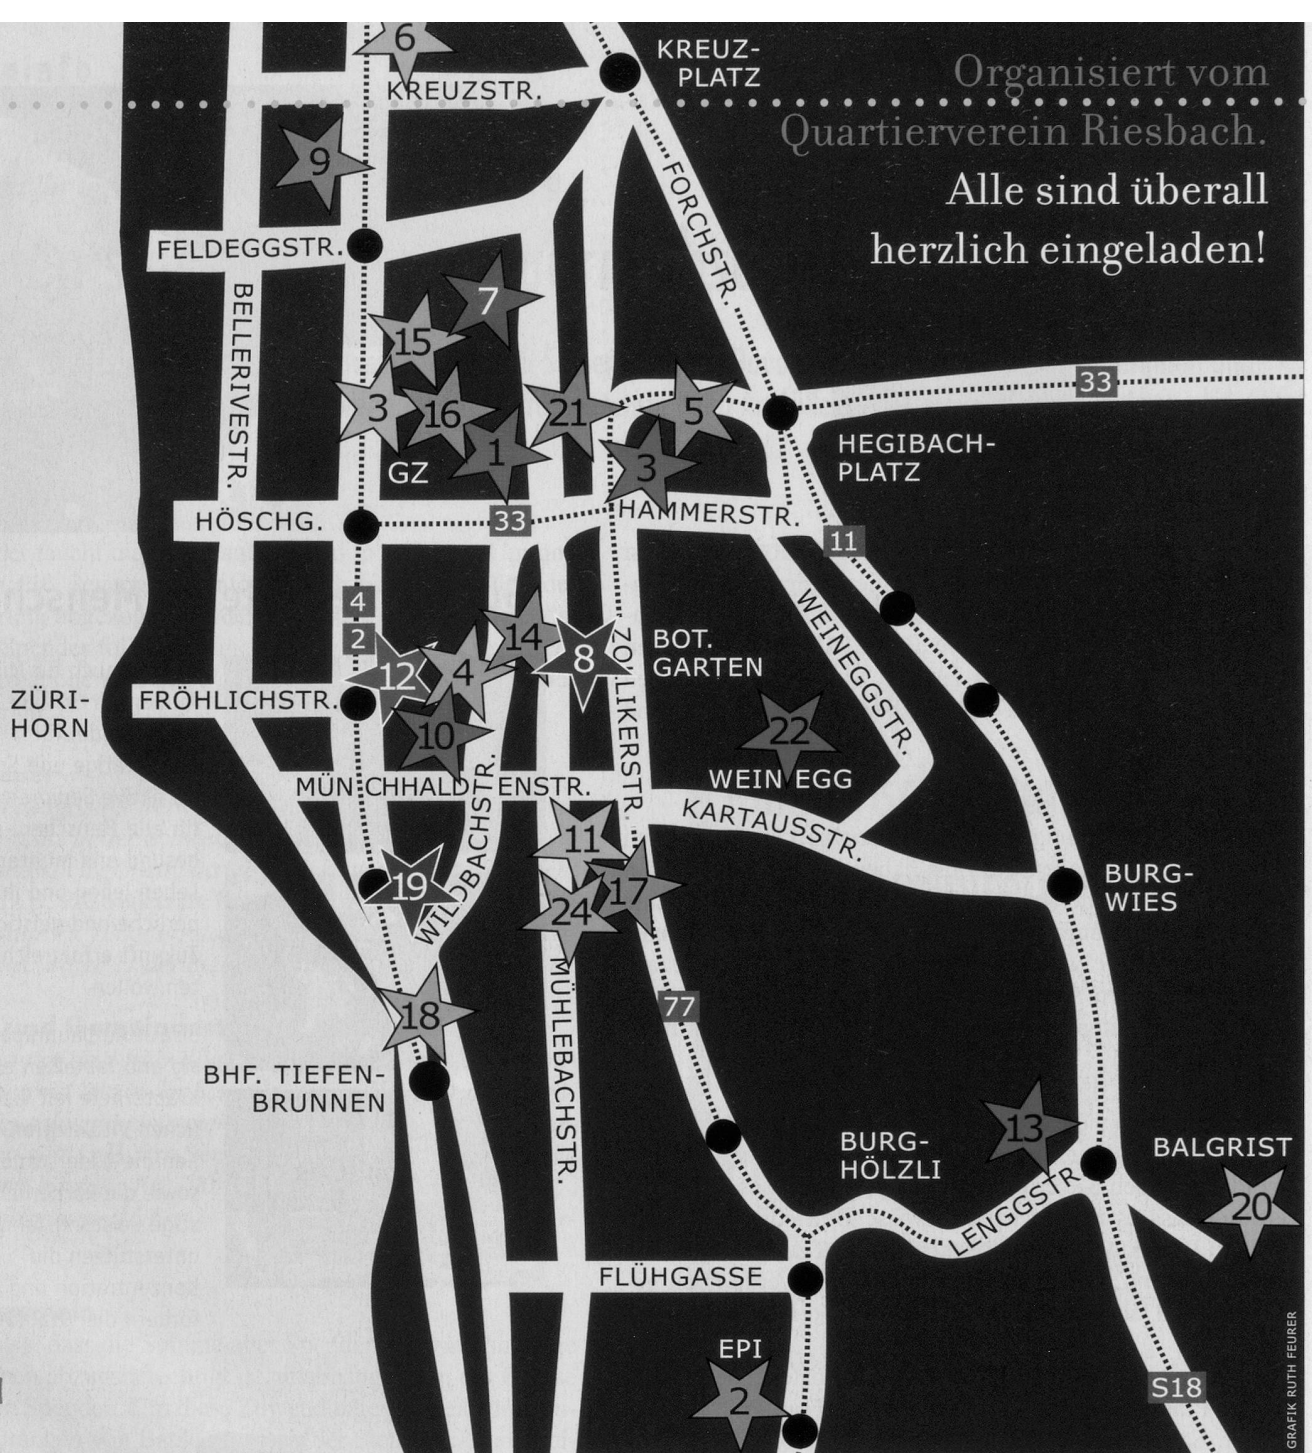 6
KREUZ-
PLATZ
Organisiert vom
KREUZSTR.
Quartierverein Riesbach.
9
Alle sind überall
herzlich eingeladen!
FORCHSTR.
FELDEGGSTR.
BELLERIVESTR.
7
15
33
3
16
21
5
1
3
GZ
HEGIBACH-
PLATZ
HÖSCHG.
33
HAMMERSTR.
11
4
2
14
8
ZOLLIKERSTR.
BOT.
GARTEN
WEINEGGSTR.
12
4
ZÜRI-
HORN
FRÖHLICHSTR.
10
22
WEINEGG
MÜNCHHALDENSTR.
WILDBACHSTR.
KARTAUSSTR.
11
19
17
24
BURG-
WIES
MÜHLEBACHSTR.
18
77
BHF. TIEFEN-
BRUNNEN
13
BURG-
HÖLZLI
BALGRIST
LENGGSTR
20
FLÜHGASSE
EPI
2
S18
GRAFIK RUTH FEURER